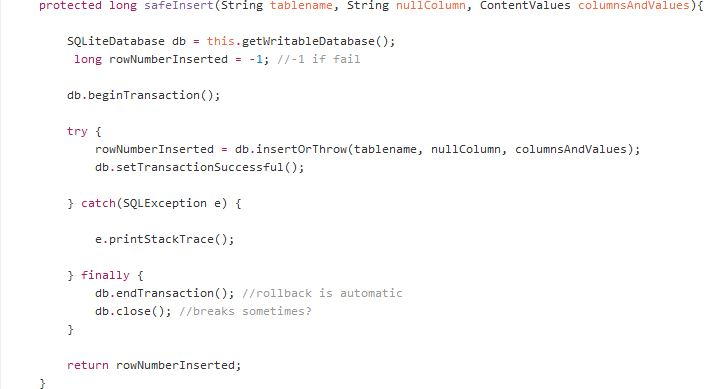 protected long safeInsert(String tablename, String nullColumn, ContentValues columnsAndValues){
SQLiteDatabase db = this.getWritableDatabase();
long rowNumberInserted = -1; //-1 if fail
db.beginTransaction();
try {
rowNumberInserted = db.insertOrThrow(tablename, nullColumn, columnsAndValues);
db.setTransactionSuccessful();
} catch(SQLException e) {
e.printStackTrace();
} finally {
db.endTransaction(); //rollback is automatic
db.close(); //breaks sometimes?
}
return rowNumberInserted;
}